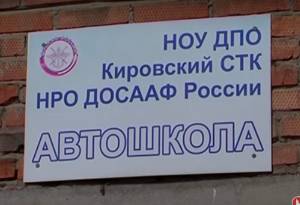 НОУ ДПО
Кировский СТК
НРО ДОСААФ России
АВТОШКОЛА